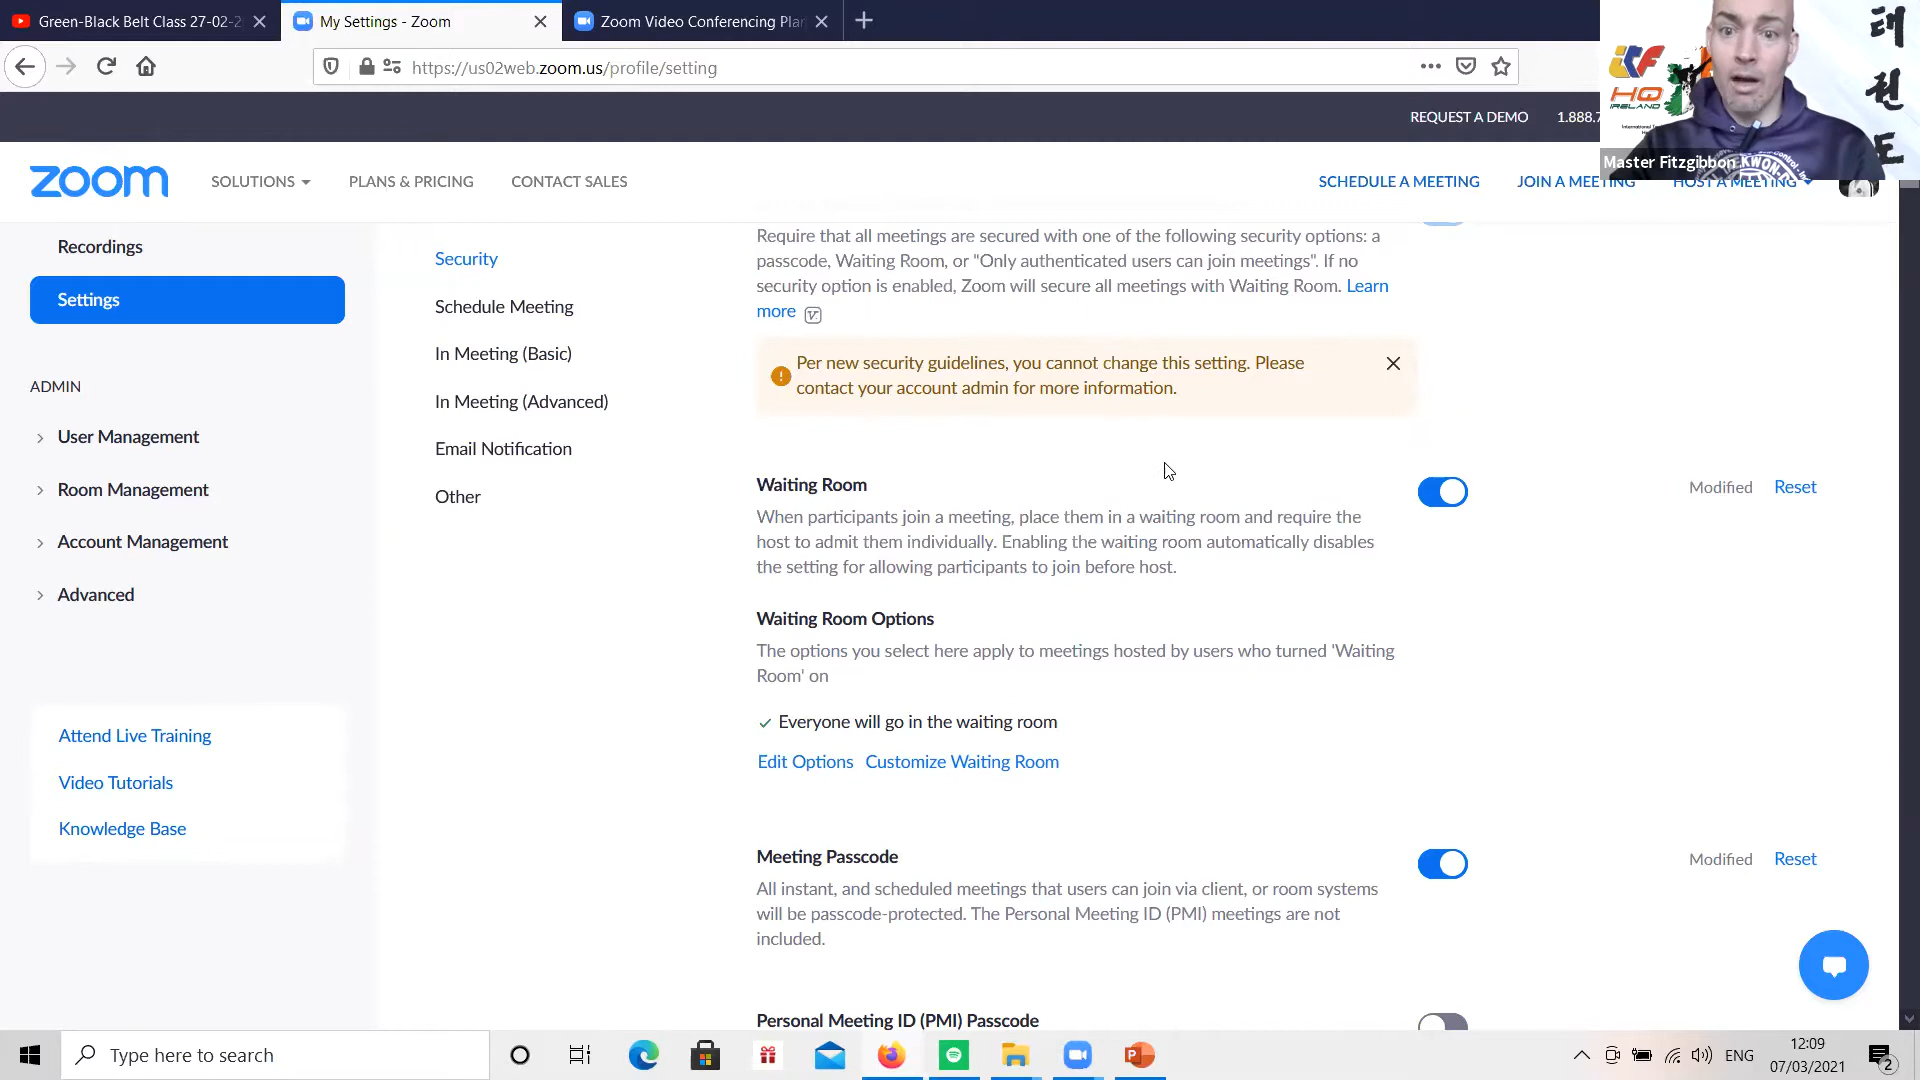 Green-Black Belt Class 27-02-2
My Settings - Zoom
Zoom Video Conferencing Plan
https://us02web.zoom.us/profile/setting
REQUEST A DEMO
1.888.7
zoom
SOLUTIONS
PLANS & PRICING
CONTACT SALES
SCHEDULE A MEETING
JOIN A MEETING
HOST A MEETING
HQ
IRELAND
태
권
도
Master Fitzgibbon
KWON
Recordings
Settings
ADMIN
User Management
Room Management
Account Management
Advanced
Attend Live Training
Video Tutorials
Knowledge Base
Security
Schedule Meeting
In Meeting (Basic)
In Meeting (Advanced)
Email Notification
Other
Require that all meetings are secured with one of the following security options: a
passcode, Waiting Room, or "Only authenticated users can join meetings". If no
security option is enabled, Zoom will secure all meetings with Waiting Room. Learn
more
Per new security guidelines, you cannot change this setting. Please
contact your account admin for more information.
Waiting Room
Modified Reset
When participants join a meeting, place them in a waiting room and require the
host to admit them individually. Enabling the waiting room automatically disables
the setting for allowing participants to join before host.
Waiting Room Options
The options you select here apply to meetings hosted by users who turned 'Waiting
Room' on
Everyone will go in the waiting room
Edit Options Customize Waiting Room
Meeting Passcode
Modified Reset
All instant, and scheduled meetings that users can join via client, or room systems
will be passcode-protected. The Personal Meeting ID (PMI) meetings are not
included.
Personal Meeting ID (PMI) Passcode
Type here to search
ENG
12:09
07/03/2021
2